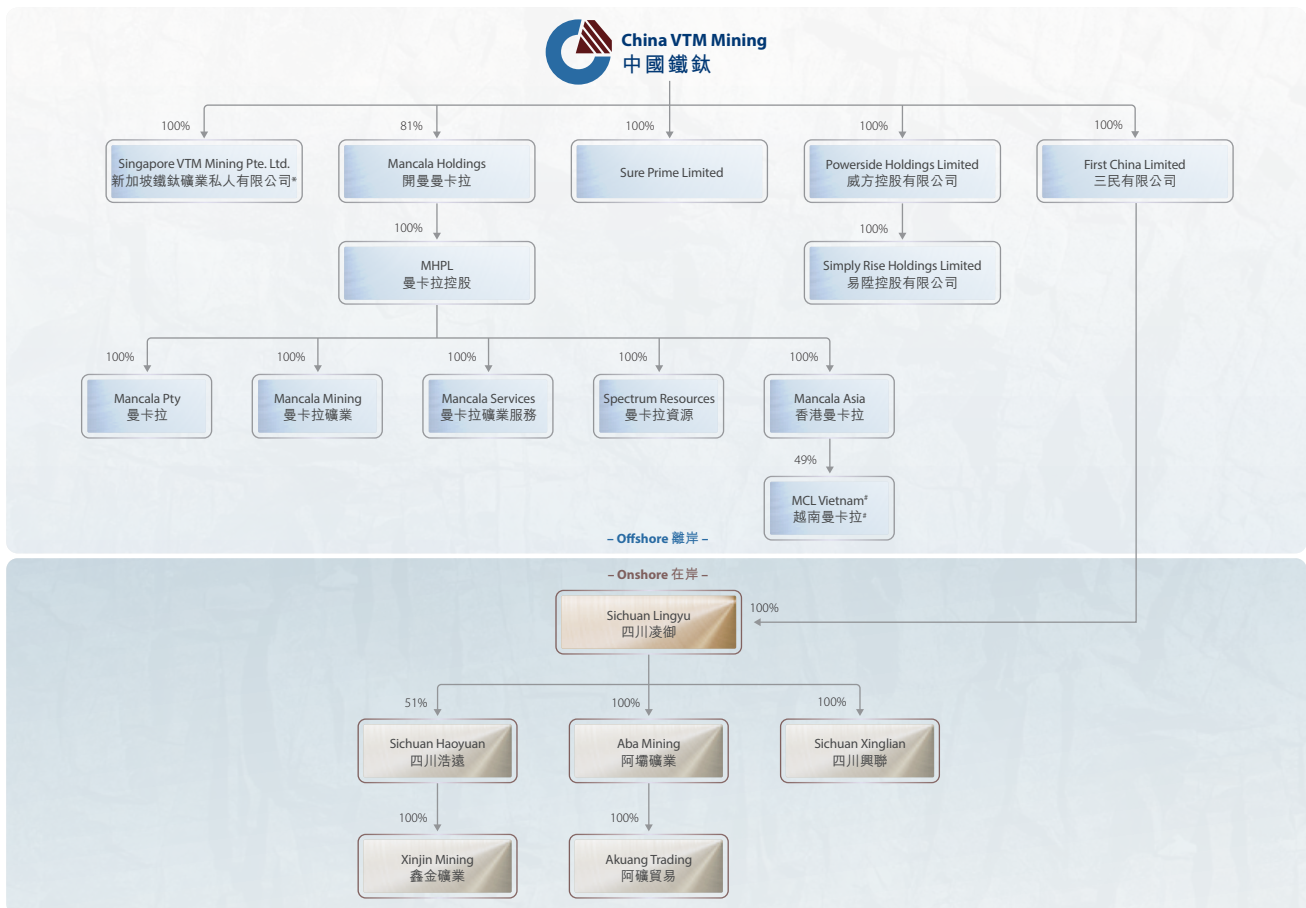 China VTM Mining
中國鐵鈦
100%
81%
100%
100%
100%
Singapore VTM Mining Pte. Ltd.
新加坡鐵鈦礦業私人有限公司*
Mancala Holdings
開曼曼卡拉
Sure Prime Limited
Powerside Holdings Limited
威方控股有限公司
First China Limited
三民有限公司
100%
100%
MHPL
曼卡拉控股
Simply Rise Holdings Limited
易陞控股有限公司
100%
100%
100%
100%
100%
Mancala Pty
曼卡拉
Mancala Mining
曼卡拉礦業
Mancala Services
曼卡拉礦業服務
Spectrum Resources
曼卡拉資源
Mancala Asia
香港曼卡拉
49%
MCL Vietnam#
越南曼卡拉#
– Offshore 離岸 –
– Onshore 在岸 –
Sichuan Lingyu
四川凌御
100%
51%
100%
100%
Sichuan Haoyuan
四川浩遠
Aba Mining
阿壩礦業
Sichuan Xinglian
四川興聯
100%
100%
Xinjin Mining
鑫金礦業
Akuang Trading
阿礦貿易